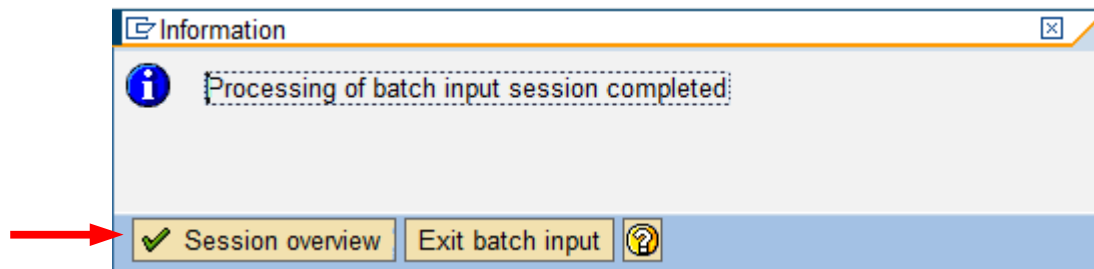 Information
Processing of batch input session completed
Session overview Exit batch input